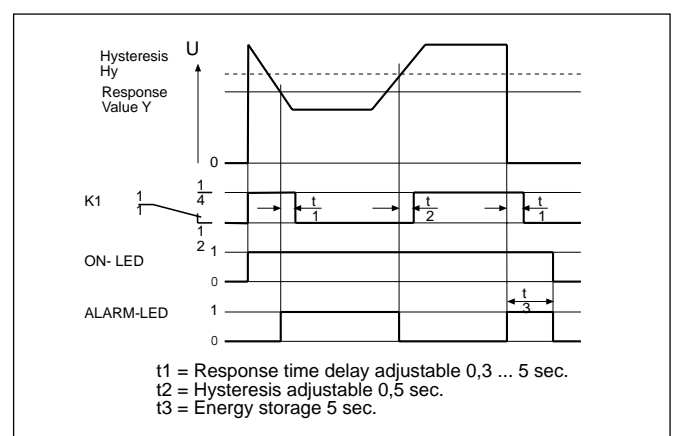 Hysteresis U
Hy
Response
Value Y
0
K1 1 1 1 4
t 1 t 2 t 1
1 2
ON- LED 1
0
t 3
ALARM-LED 1
0
t1 = Response time delay adjustable 0,3 ... 5 sec.
t2 = Hysteresis adjustable 0,5 sec.
t3 = Energy storage 5 sec.